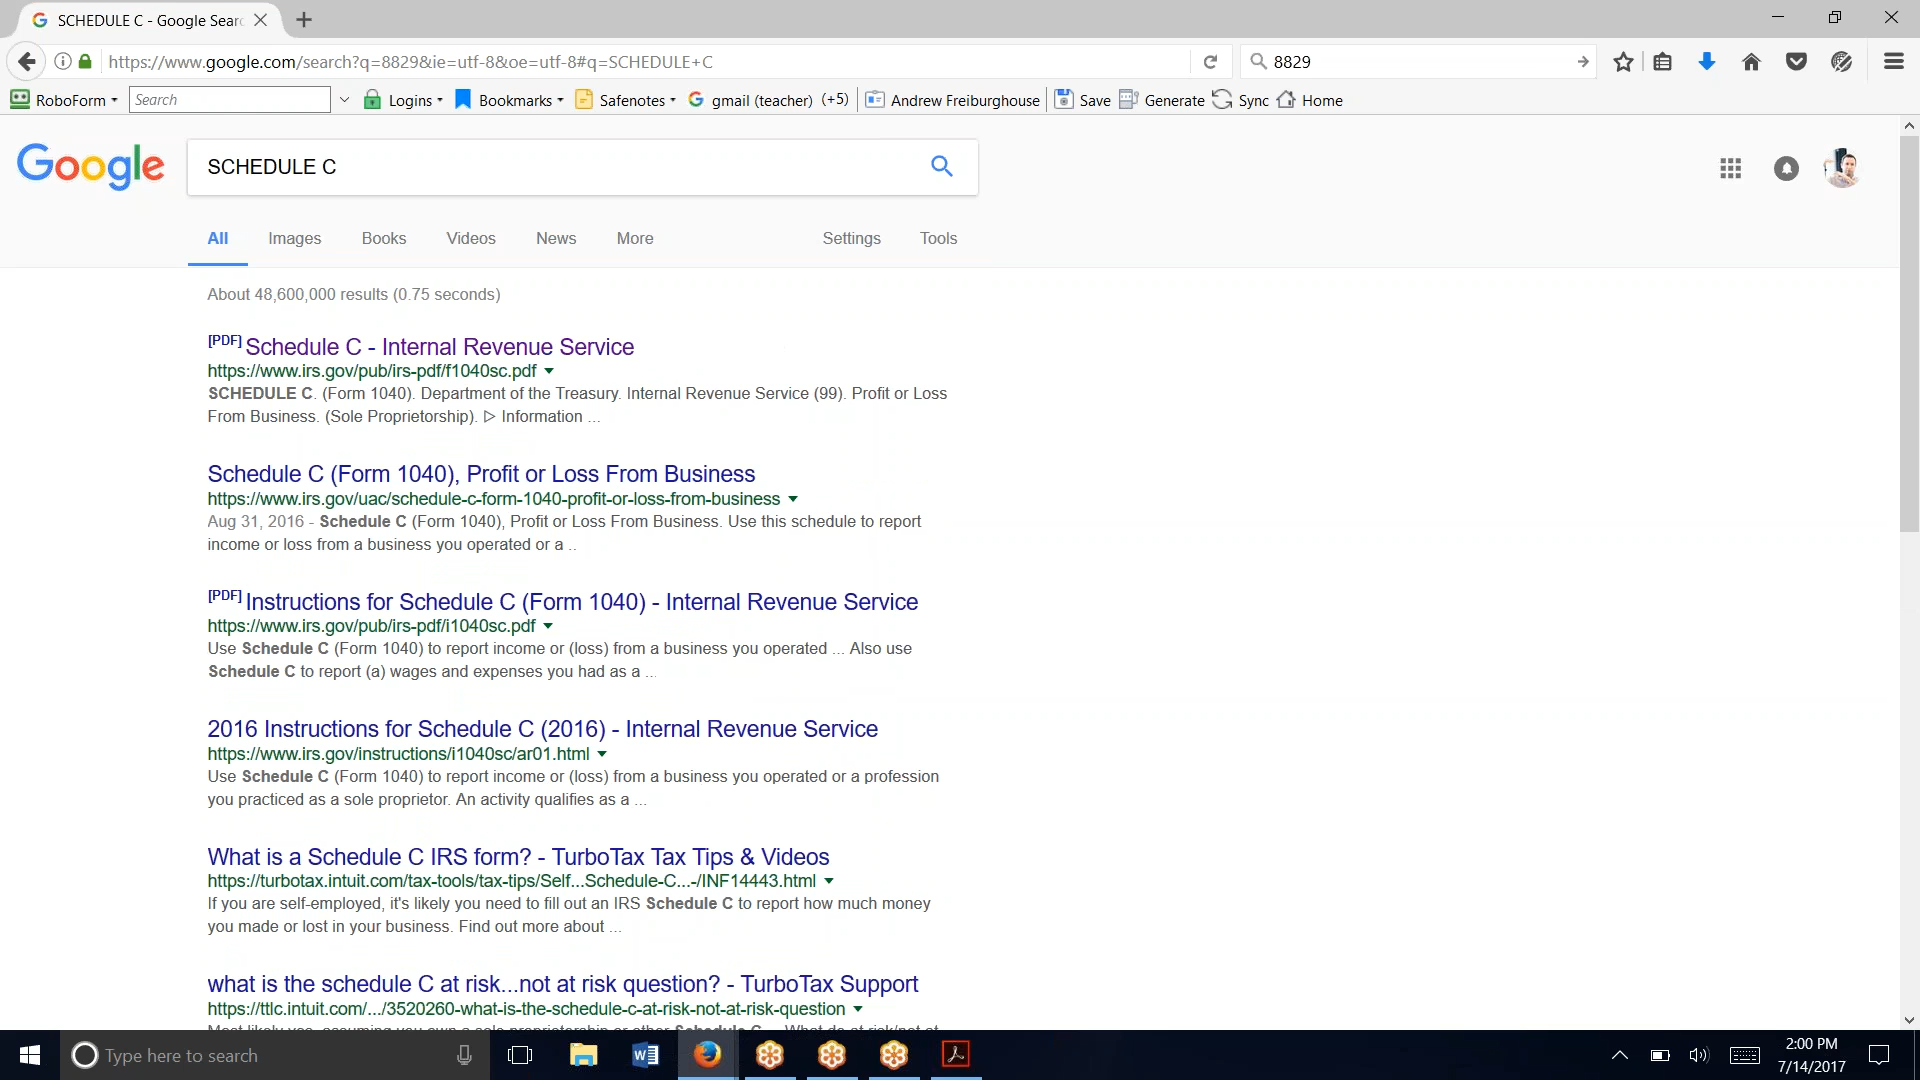 SCHEDULE C - Google Searc
https://www.google.com/search?q=8829&ie=utf-8&oe=utf-8#q=SCHEDULE+C
8829
RoboForm
Search
Logins
Bookmarks
Safenotes
gmail (teacher) (+5)
Andrew Freiburghouse
Save
Generate
Sync
Home
Google
SCHEDULE C
All Images Books Videos News More Settings Tools
About 48,600,000 results (0.75 seconds)
[PDF] Schedule C - Internal Revenue Service
https://www.irs.gov/pub/irs-pdf/f1040sc.pdf
SCHEDULE C. (Form 1040). Department of the Treasury. Internal Revenue Service (99). Profit or Loss
From Business. (Sole Proprietorship). ▷ Information ...
Schedule C (Form 1040), Profit or Loss From Business
https://www.irs.gov/uac/schedule-c-form-1040-profit-or-loss-from-business
Aug 31, 2016 - Schedule C (Form 1040), Profit or Loss From Business. Use this schedule to report
income or loss from a business you operated or a ..
[PDF] Instructions for Schedule C (Form 1040) - Internal Revenue Service
https://www.irs.gov/pub/irs-pdf/i1040sc.pdf
Use Schedule C (Form 1040) to report income or (loss) from a business you operated ... Also use
Schedule C to report (a) wages and expenses you had as a ...
2016 Instructions for Schedule C (2016) - Internal Revenue Service
https://www.irs.gov/instructions/i1040sc/ar01.html
Use Schedule C (Form 1040) to report income or (loss) from a business you operated or a profession
you practiced as a sole proprietor. An activity qualifies as a ...
What is a Schedule C IRS form? - TurboTax Tax Tips & Videos
https://turbotax.intuit.com/tax-tools/tax-tips/Self...Schedule-C...-/INF14443.html
If you are self-employed, it's likely you need to fill out an IRS Schedule C to report how much money
you made or lost in your business. Find out more about ...
what is the schedule C at risk...not at risk question? - TurboTax Support
https://ttlc.intuit.com/.../3520260-what-is-the-schedule-c-at-risk-not-at-risk-question
Type here to search
2:00 PM
7/14/2017